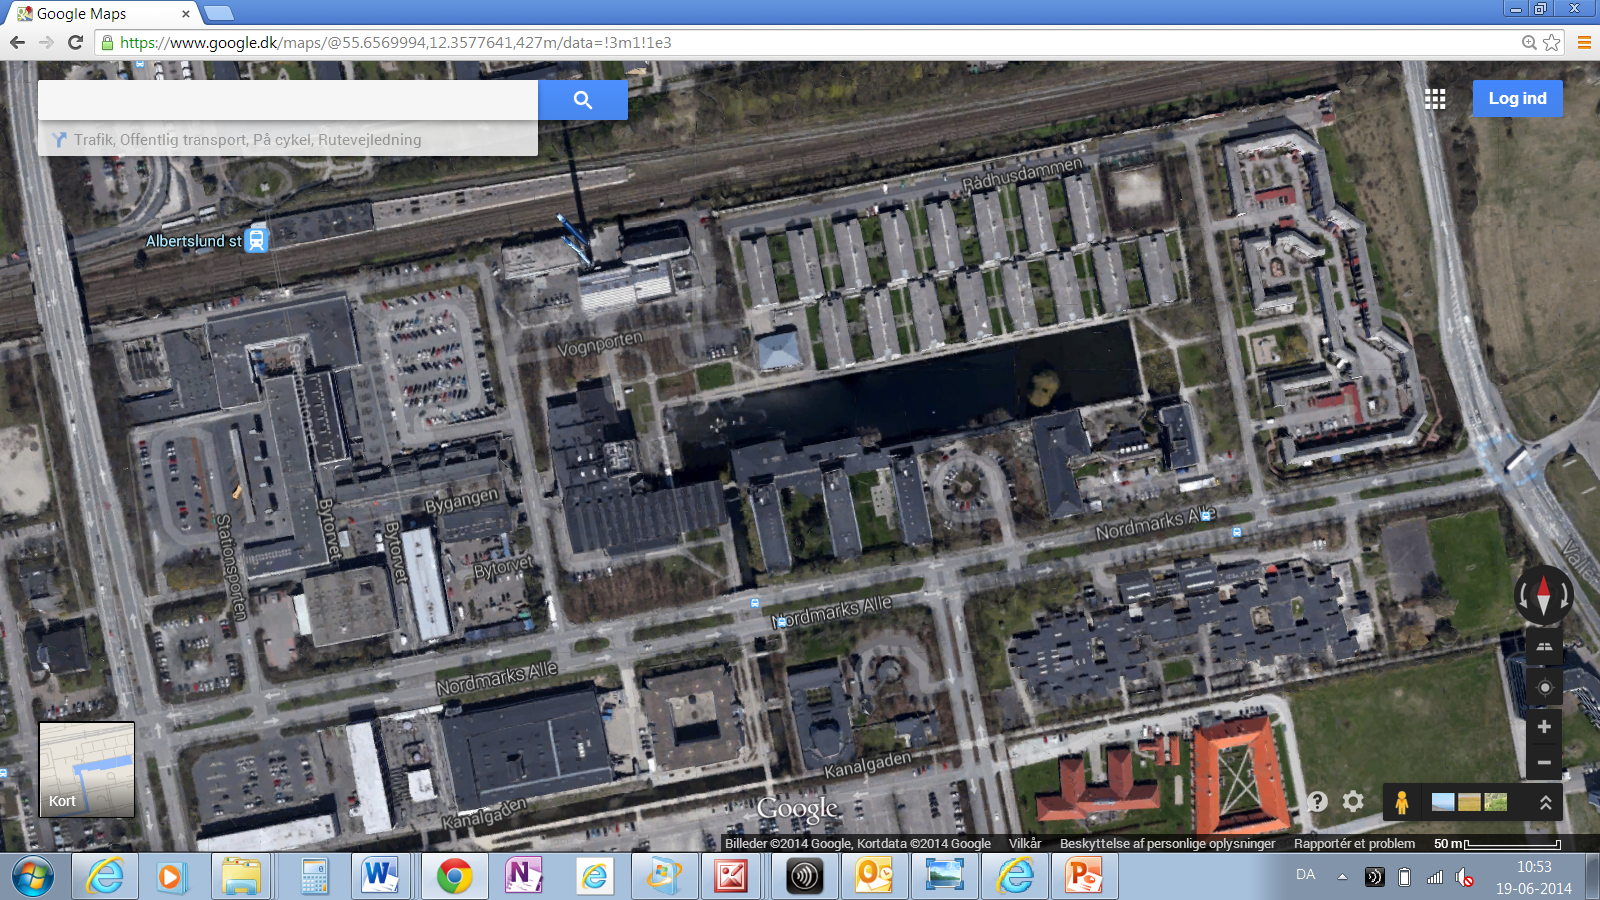 Google Maps
https://www.google.dk/maps/@55.6569994,12.3577641,427m/data=!3m1!1e3
Log ind
Trafik, Offentlig transport, På cykel, Rutevejledning
Rådhusdammen
Albertslund st
Vognporten
Stationstorvet
Bygangen
Bytorvet
Bytorvet
Bytorvet
Stationsporten
Nordmarks Alle
Nordmarks Alle
Nordmarks Alle
Kanalgaden
Kanalgaden
Kort
Google
Billeder ©2014 Google, Kortdata ©2014 Google
Vilkår
Beskyttelse af personlige oplysninger
Rapportér et problem
50 m
DA
10:53
19-06-2014